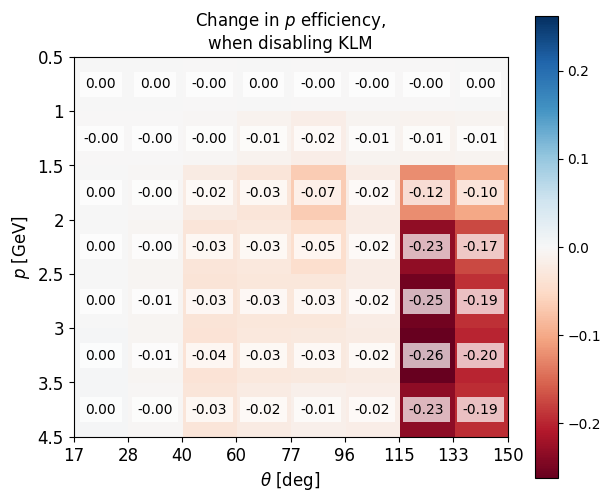 Change in p efficiency,
when disabling KLM
0.5
0.00 0.00 -0.00 0.00 -0.00 -0.00 -0.00 0.00
1
-0.00 -0.00 -0.00 -0.01 -0.02 -0.01 -0.01 -0.01
1.5
0.00 -0.00 -0.02 -0.03 -0.07 -0.02 -0.12 -0.10
2
0.00 -0.00 -0.03 -0.03 -0.05 -0.02 -0.23 -0.17
2.5
0.00 -0.01 -0.03 -0.03 -0.03 -0.02 -0.25 -0.19
3
0.00 -0.01 -0.04 -0.03 -0.03 -0.02 -0.26 -0.20
3.5
0.00 -0.00 -0.03 -0.02 -0.01 -0.02 -0.23 -0.19
4.5
p [GeV]
17 28 40 60 77 96 115 133 150
θ [deg]
0.2
0.1
0.0
−0.1
−0.2